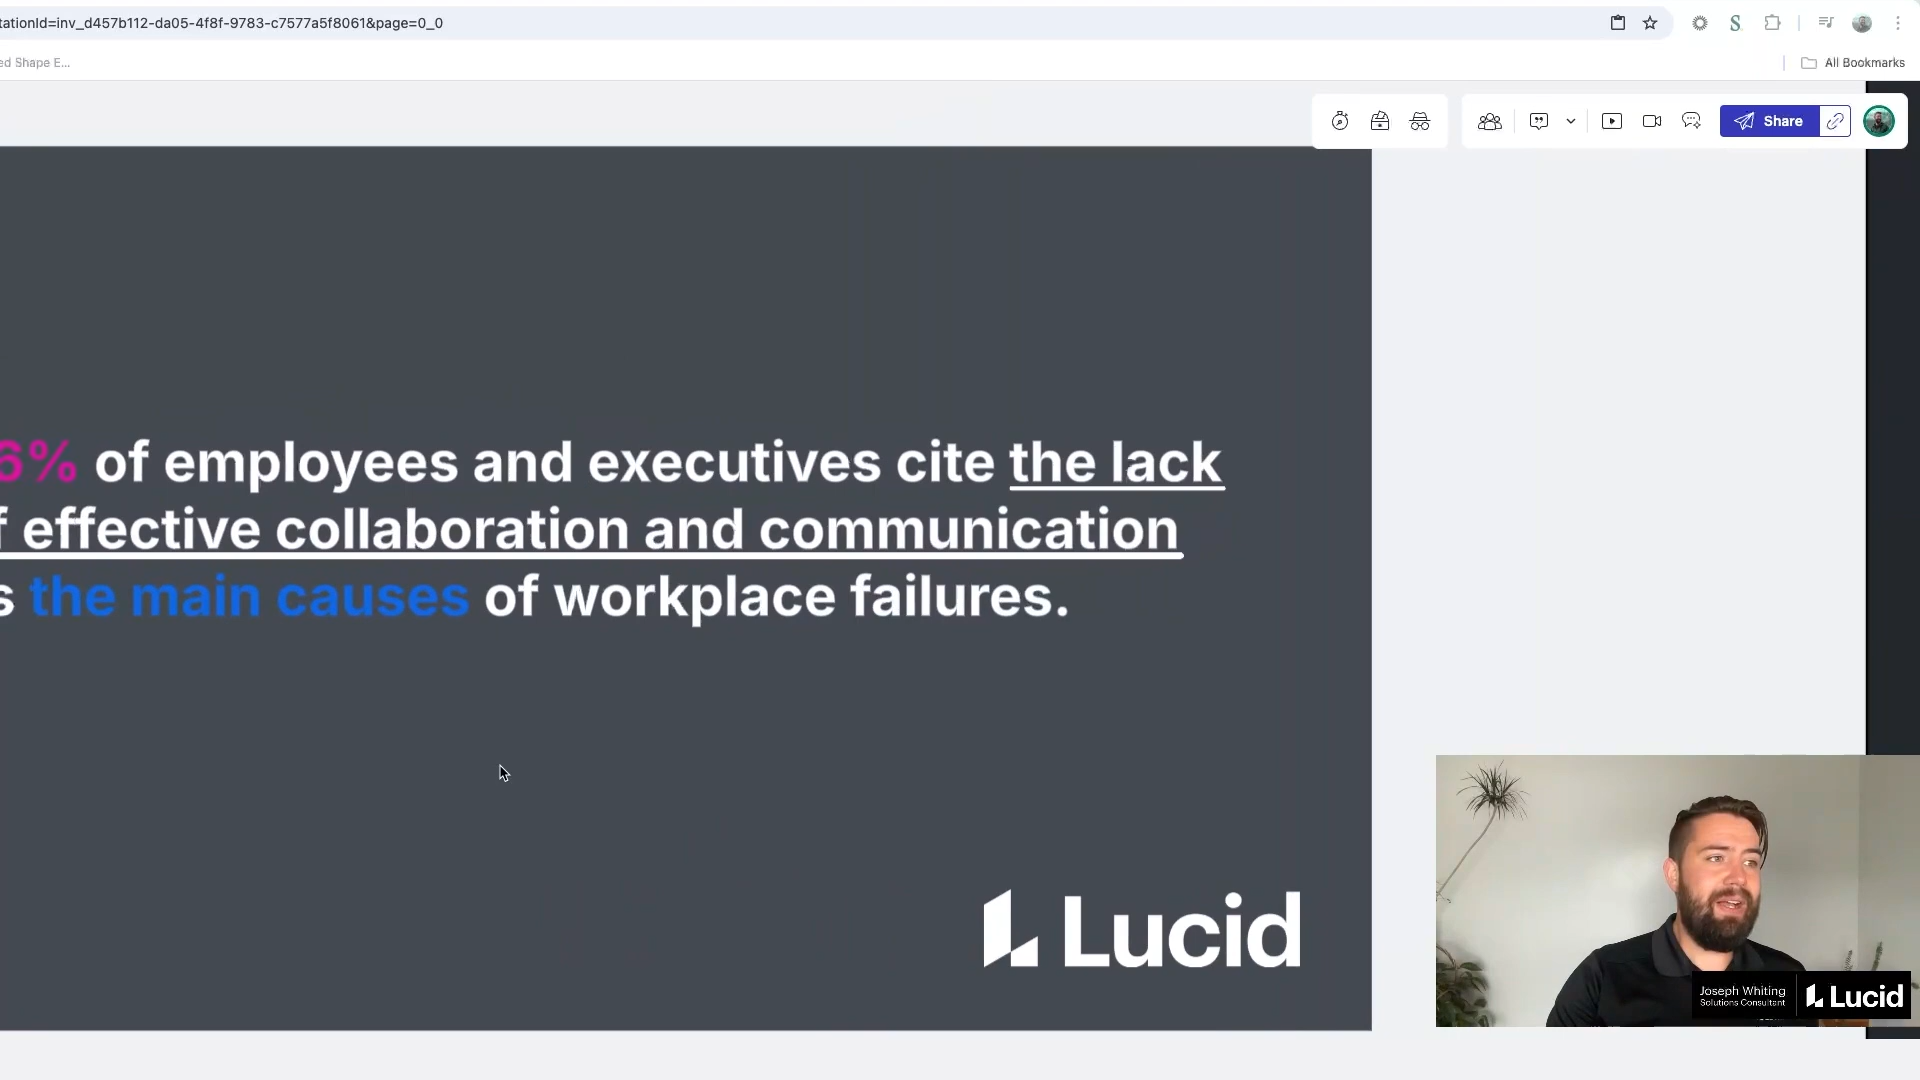 tationId=inv_d457b112-da05-4f8f-9783-c7577a5f8061&page=0_0
ed Shape E...
All Bookmarks
Share
6% of employees and executives cite the lack
f effective collaboration and communication
s the main causes of workplace failures.
Lucid
Joseph Whiting
Solutions Consultant
Lucid